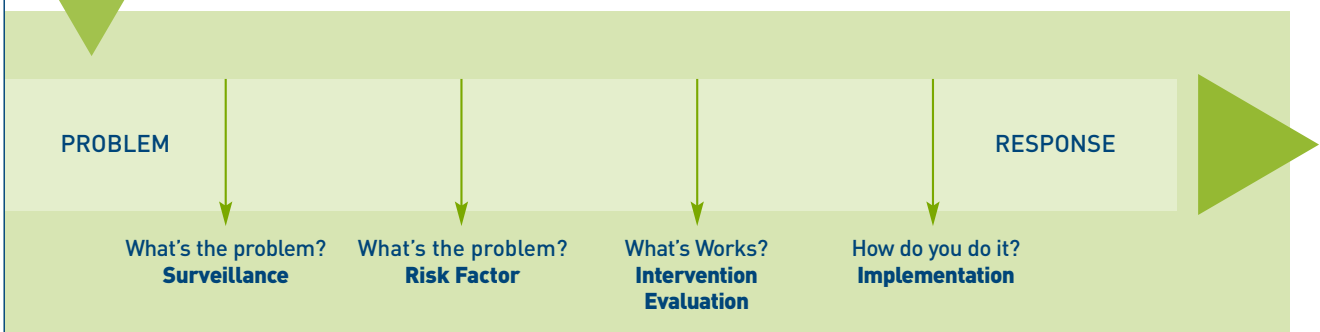 PROBLEM
RESPONSE
What's the problem?
Surveillance
What's the problem?
Risk Factor
What's Works?
Intervention
Evaluation
How do you do it?
Implementation